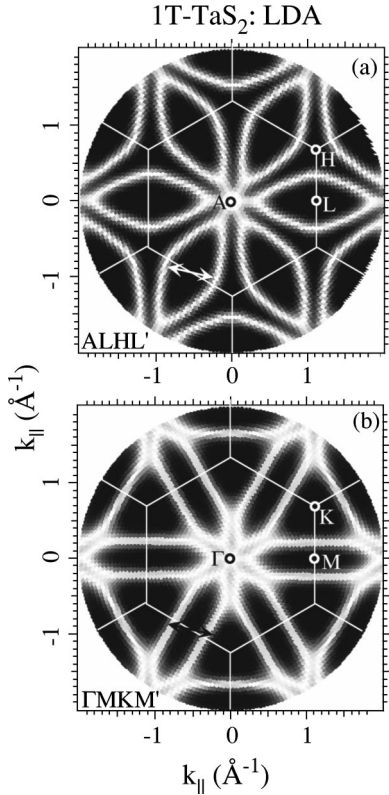 1T-TaS₂: LDA
(a)
1
0
-1
H
A
L
ALHL'
-1
0
1
k|| (Å⁻¹)
(b)
1
0
-1
K
Γ
M
ΓMKM'
-1
0
1
k|| (Å⁻¹)